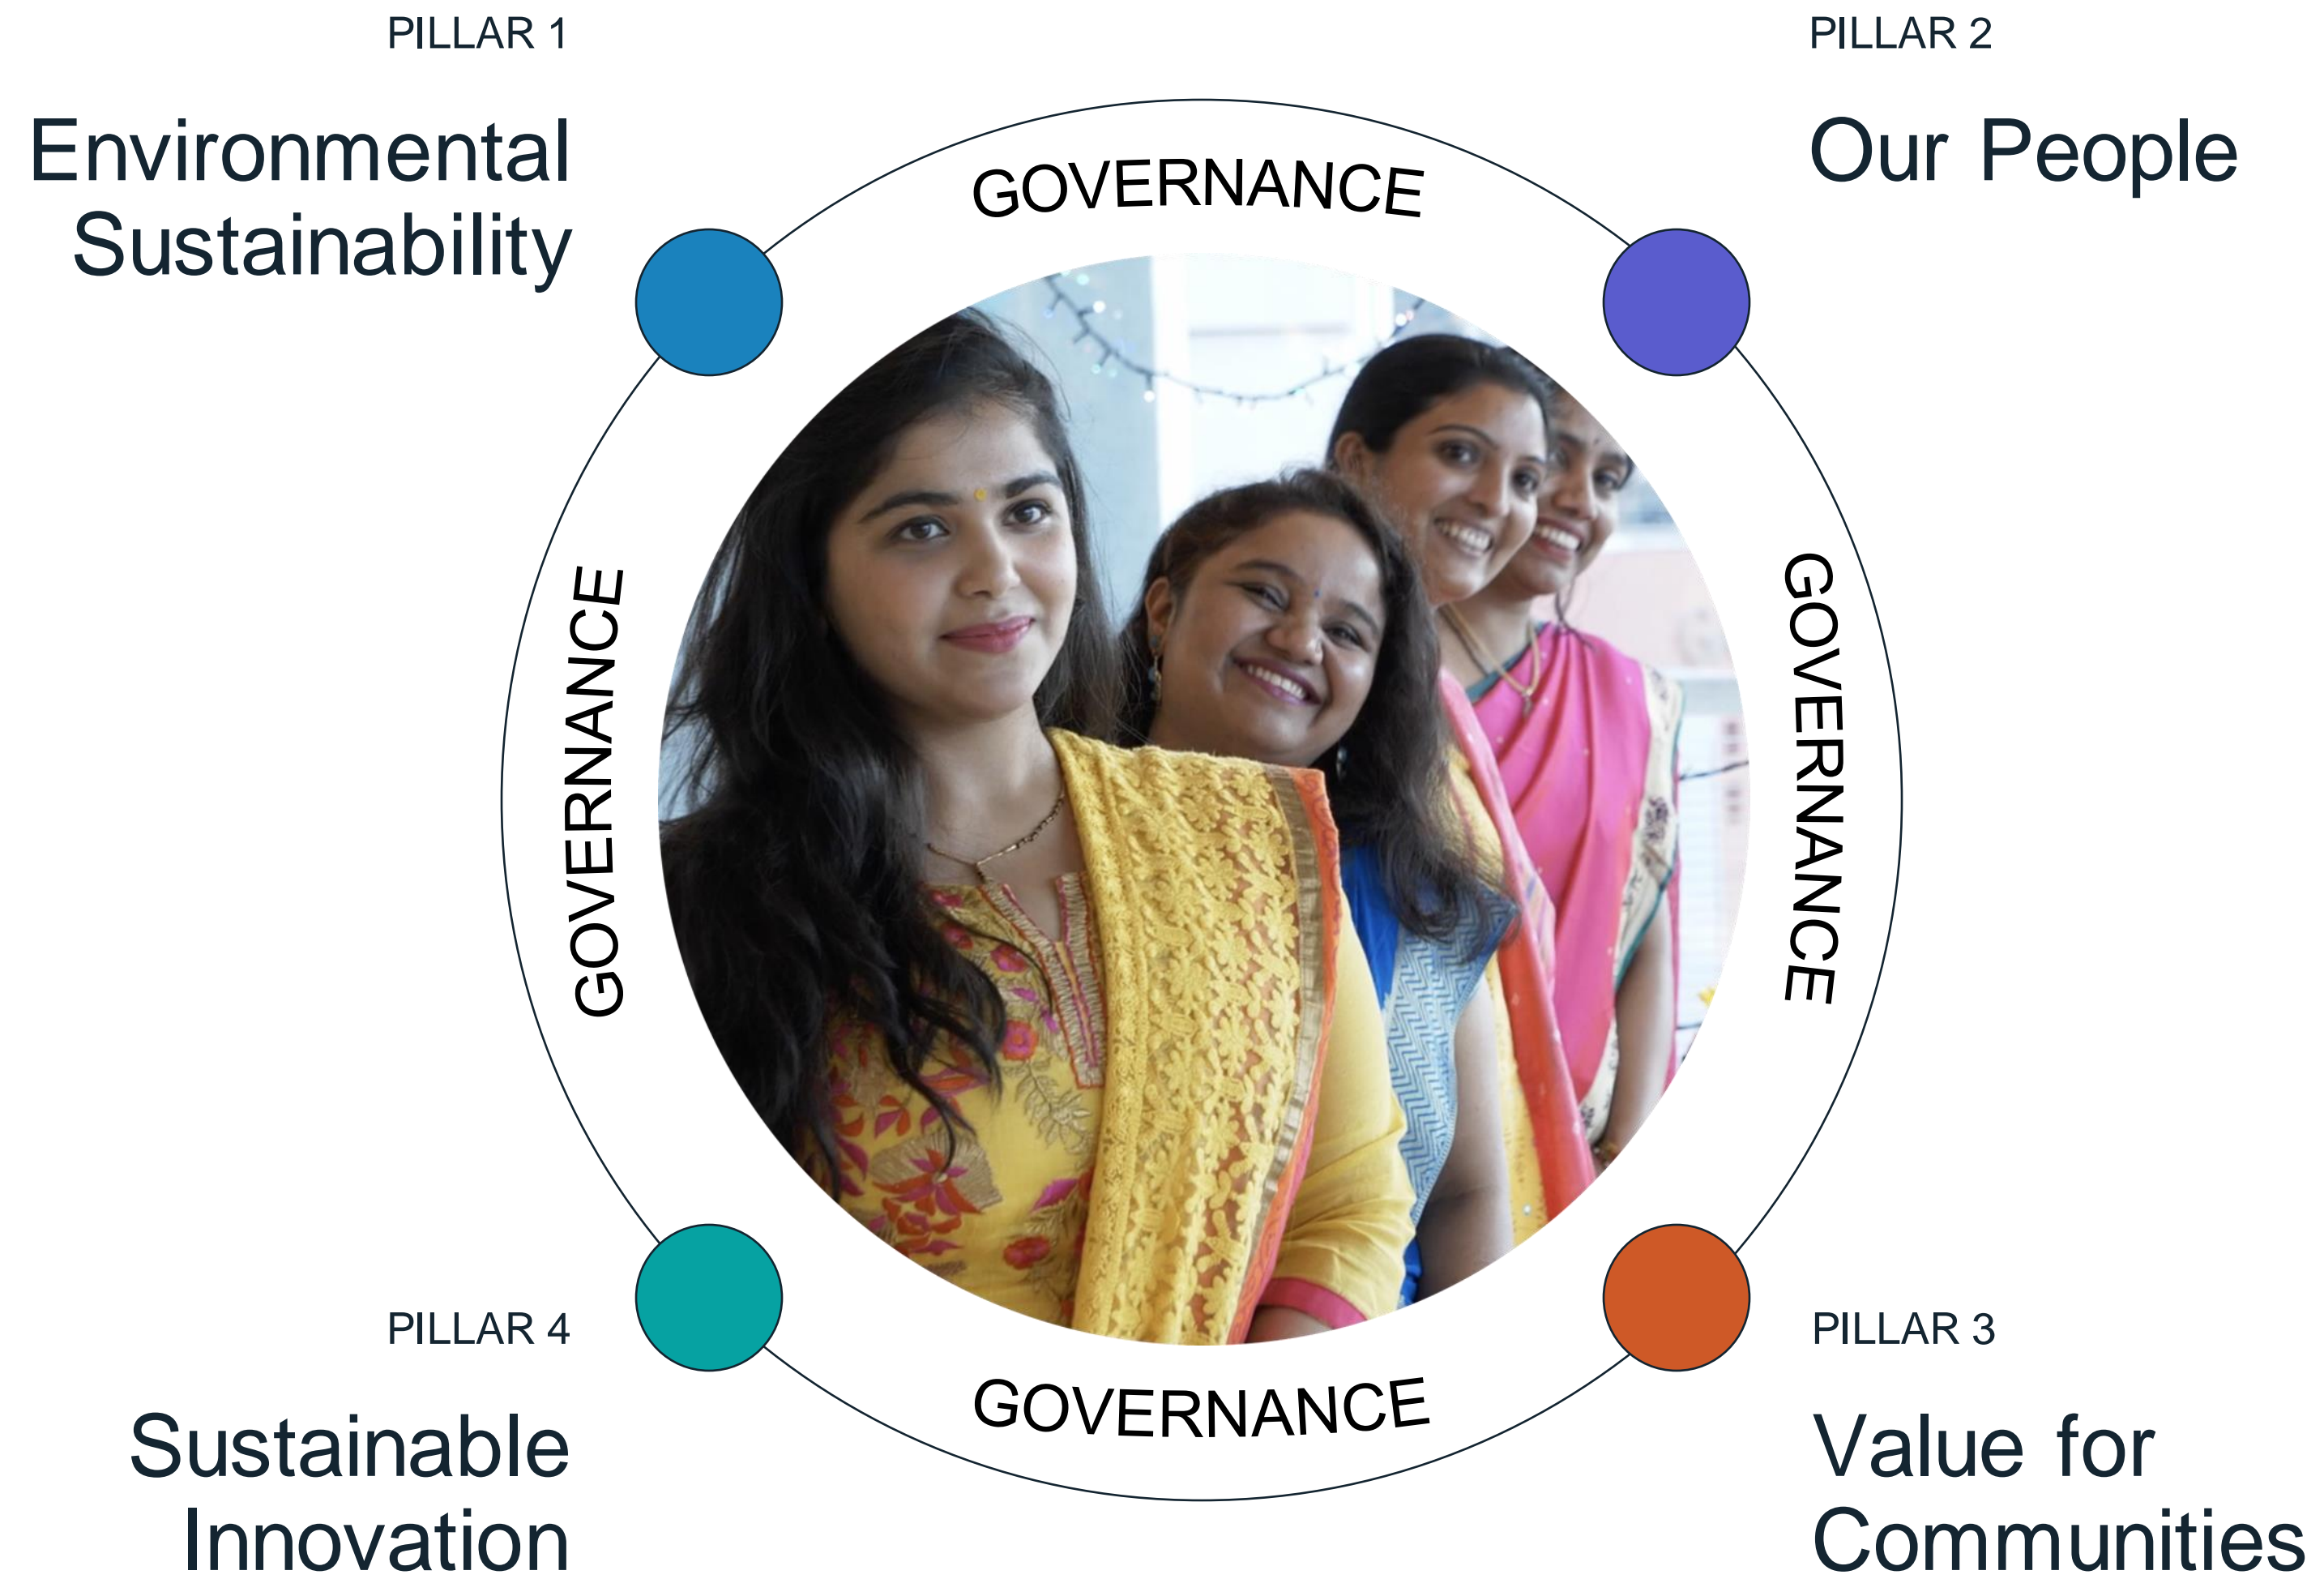 PILLAR 1
Environmental
Sustainability
PILLAR 2
Our People
GOVERNANCE
GOVERNANCE
GOVERNANCE
GOVERNANCE
PILLAR 4
Sustainable
Innovation
PILLAR 3
Value for
Communities